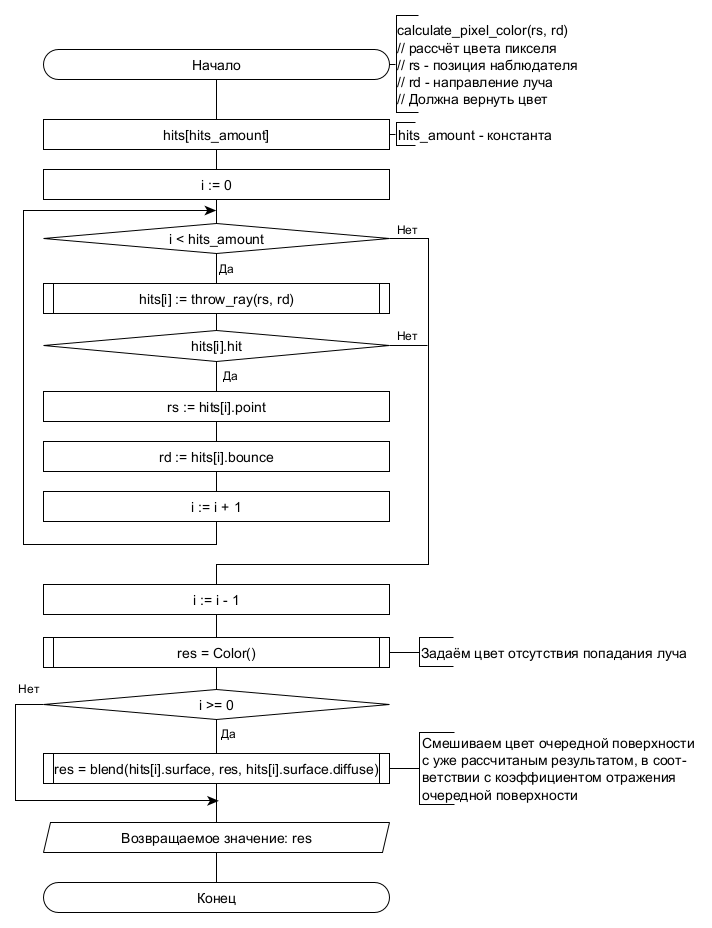 calculate_pixel_color(rs, rd)
// рассчёт цвета пикселя
Начало
// rs - позиция наблюдателя
// rd - направление луча
// Должна вернуть цвет
hits[hits_amount]
hits_amount - константа
i := 0
Нет
i < hits_amount
Да
hits[i] := throw_ray(rs, rd)
Нет
hits[i].hit
Да
rs := hits[i].point
rd := hits[i].bounce
i := i + 1
i := i - 1
res = Color()
Задаём цвет отсутствия попадания луча
Нет
i >= 0
Да
Смешиваем цвет очередной поверхности
с уже рассчитаным результатом, в соот-
res = blend(hits[i].surface, res, hits[i].surface.diffuse)
ветствии с коэффициентом отражения
очередной поверхности
Возвращаемое значение: res
Конец